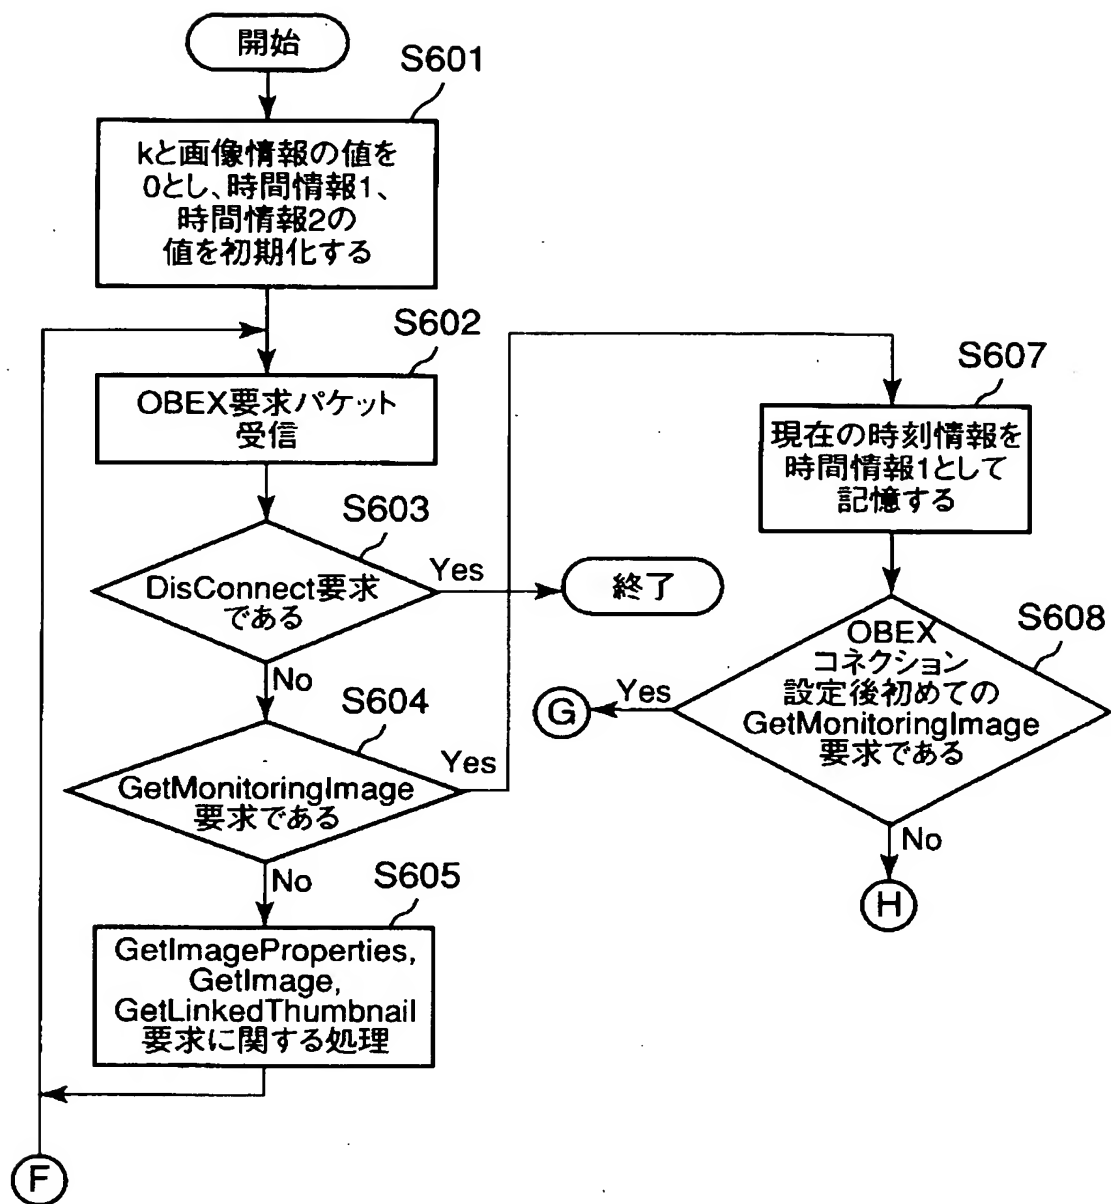 開始
S601
kと画像情報の値を
0とし、時間情報1、
時間情報2の
値を初期化する
S602
OBEX要求パケット
受信
S603
DisConnect要求
である
Yes
終了
No
S604
GetMonitoringImage
要求である
Yes
No
S605
GetImageProperties,
GetImage,
GetLinkedThumbnail
要求に関する処理
F
S607
現在の時刻情報を
時間情報1として
記憶する
S608
OBEX
コネクション
設定後初めての
GetMonitoringImage
要求である
Yes
G
No
H